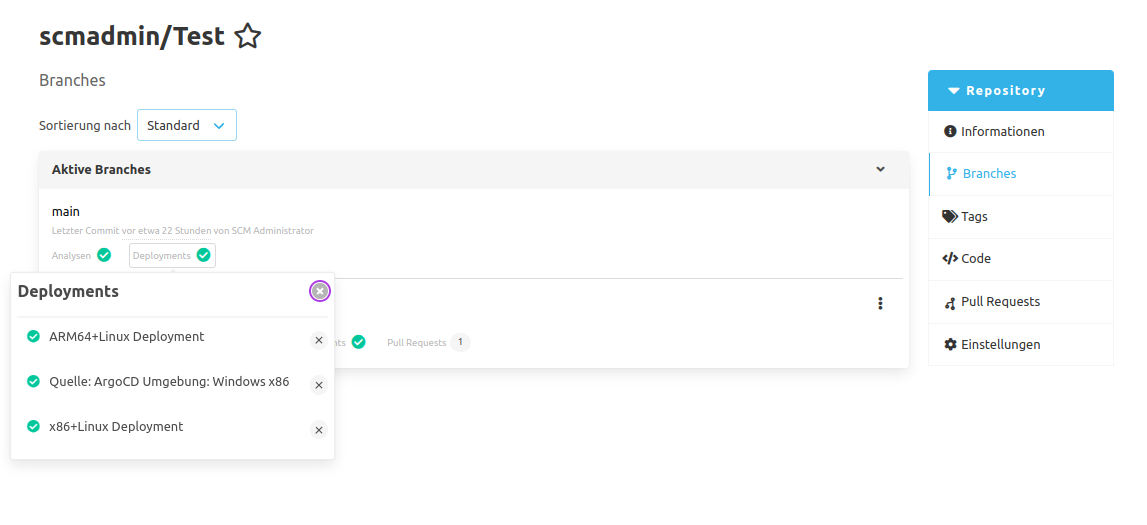 scmadmin/Test
Branches
Sortierung nach Standard
Aktive Branches
main
Letzter Commit vor etwa 22 Stunden von SCM Administrator
Analysen Deployments
Deployments
ARM64+Linux Deployment
Quelle: ArgoCD Umgebung: Windows x86
x86+Linux Deployment
nts Pull Requests 1
Repository
Informationen
Branches
Tags
Code
Pull Requests
Einstellungen